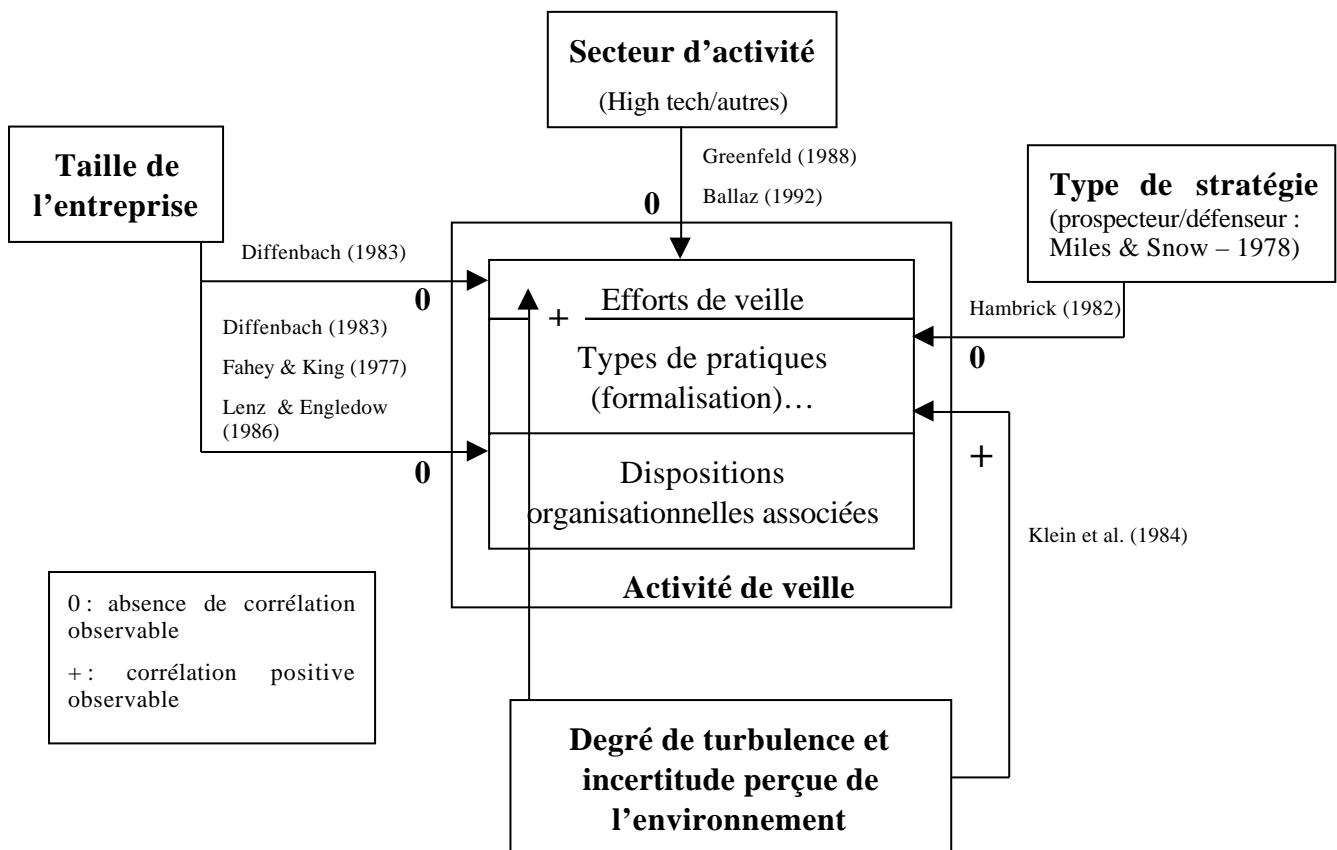 Secteur d’activité
(High tech/autres)
Taille de
l’entreprise
Greenfeld (1988)
Ballaz (1992)
0
Type de stratégie
(prospecteur/défenseur :
Miles & Snow – 1978)
Diffenbach (1983)
0
Diffenbach (1983)
Fahey & King (1977)
Lenz & Engledow
(1986)
0
Efforts de veille
+
Types de pratiques
(formalisation)…
Dispositions
organisationnelles associées
Activité de veille
Hambrick (1982)
0
+
Klein et al. (1984)
0 : absence de corrélation
observable
+ : corrélation positive
observable
Degré de turbulence et
incertitude perçue de
l’environnement